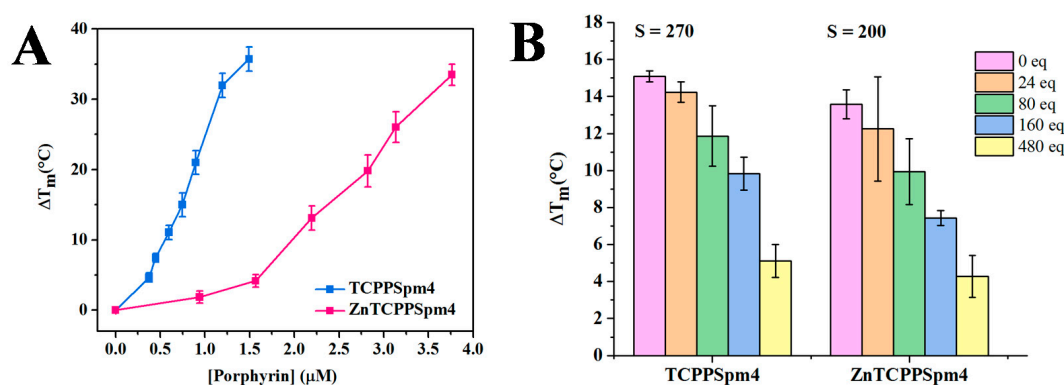 A
ΔTm(°C)
40
30
20
10
0
TCPPSpm4
ZnTCPPSpm4
0.0 0.5 1.0 1.5 2.0 2.5 3.0 3.5 4.0
[Porphyrin] (μM)
B
ΔTm(°C)
18
16
14
12
10
8
6
4
2
0
S = 270
S = 200
0 eq
24 eq
80 eq
160 eq
480 eq
TCPPSpm4
ZnTCPPSpm4